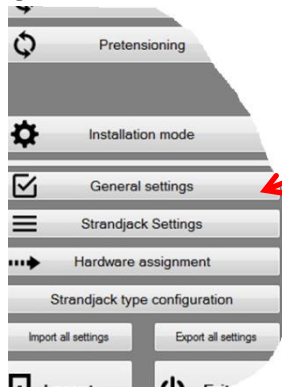 Pretensioning
Installation mode
General settings
Strandjack Settings
Hardware assignment
Strandjack type configuration
Import all settings Export all settings